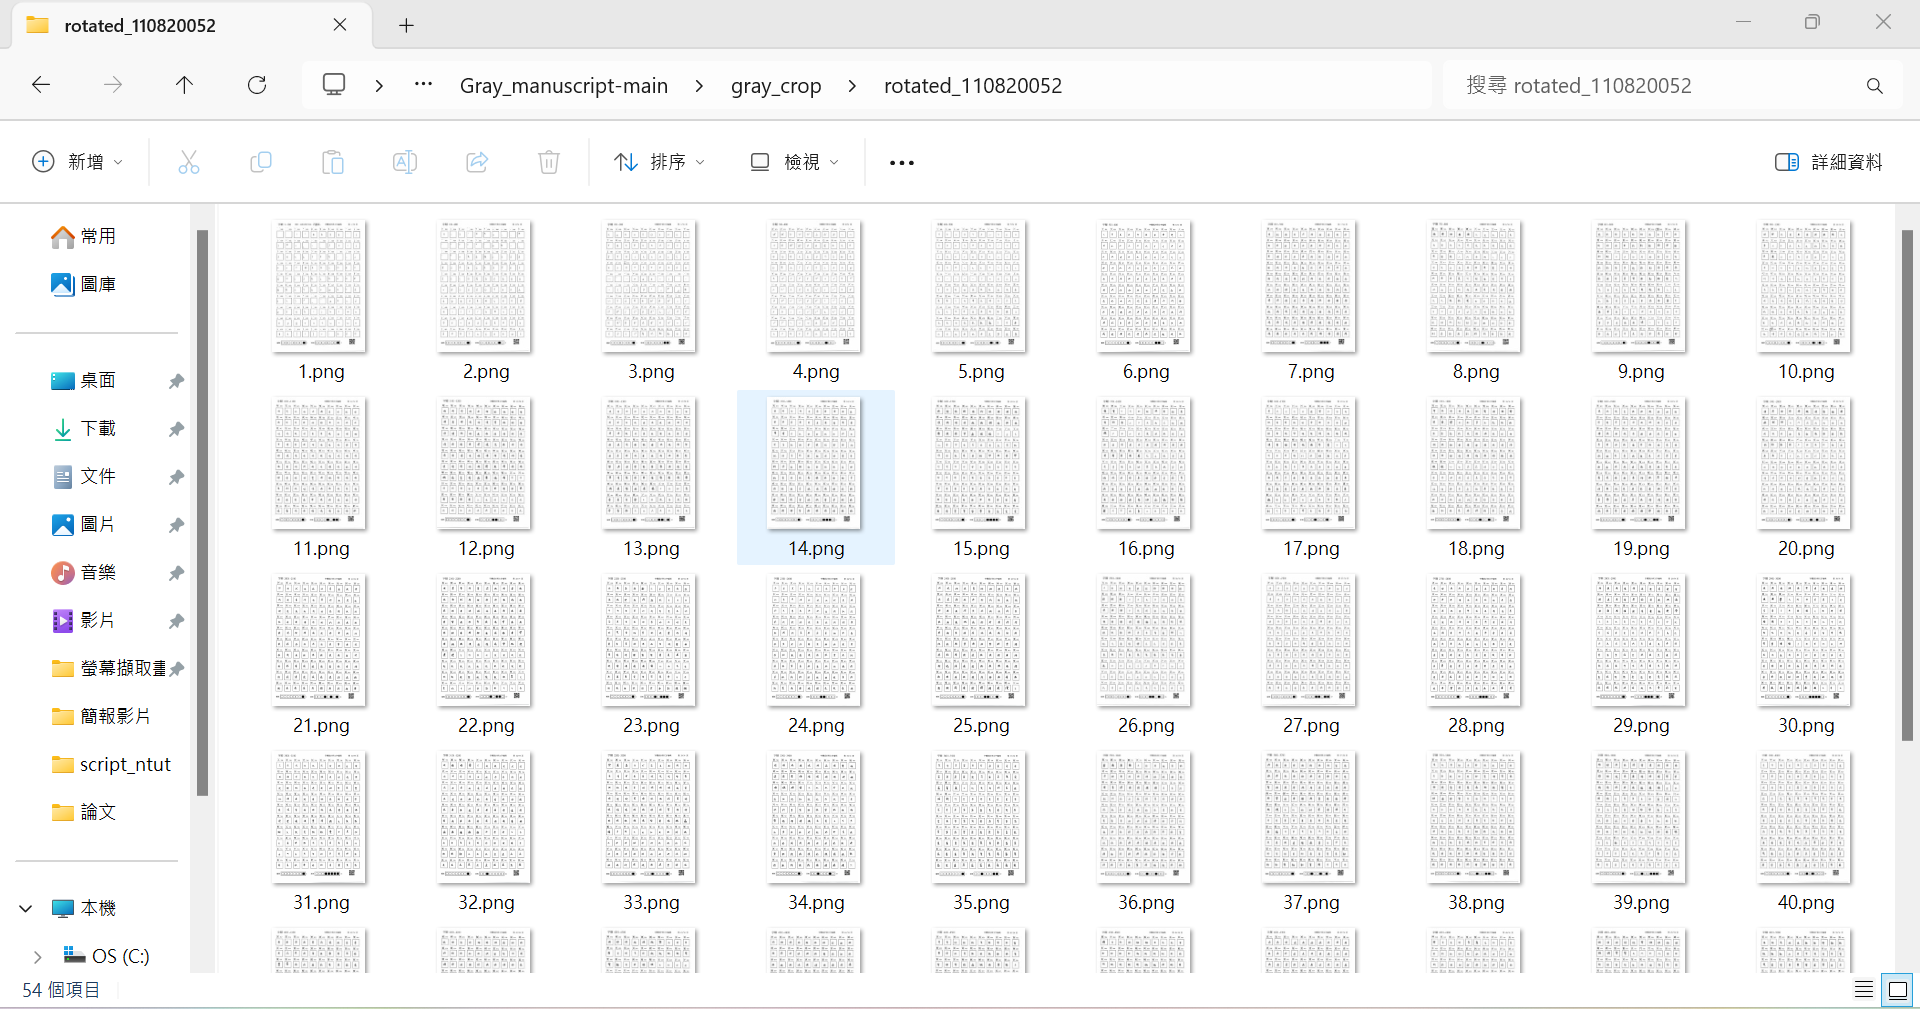 rotated_110820052
Gray_manuscript-main
gray_crop
rotated_110820052
搜尋 rotated_110820052
新增
排序
檢視
詳細資料
常用
圖庫
桌面
下載
文件
圖片
音樂
影片
螢幕擷取畫
簡報影片
script_ntut
論文
本機
OS (C:)
1.png
2.png
3.png
4.png
5.png
6.png
7.png
8.png
9.png
10.png
11.png
12.png
13.png
14.png
15.png
16.png
17.png
18.png
19.png
20.png
21.png
22.png
23.png
24.png
25.png
26.png
27.png
28.png
29.png
30.png
31.png
32.png
33.png
34.png
35.png
36.png
37.png
38.png
39.png
40.png
54 個項目